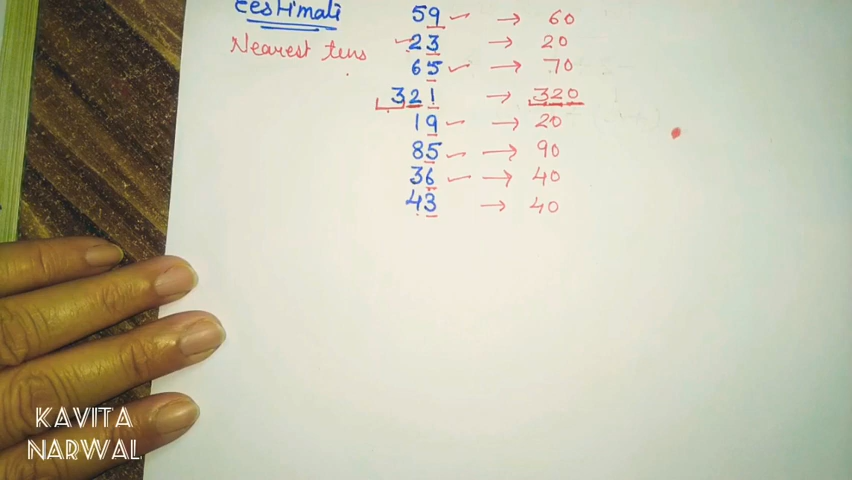 eestimati
59 → 60
Nearest tens 23 → 20
65 → 70
321 → 320
19 → 20
85 → 90
36 → 40
43 → 40
KAVITA
NARWAL